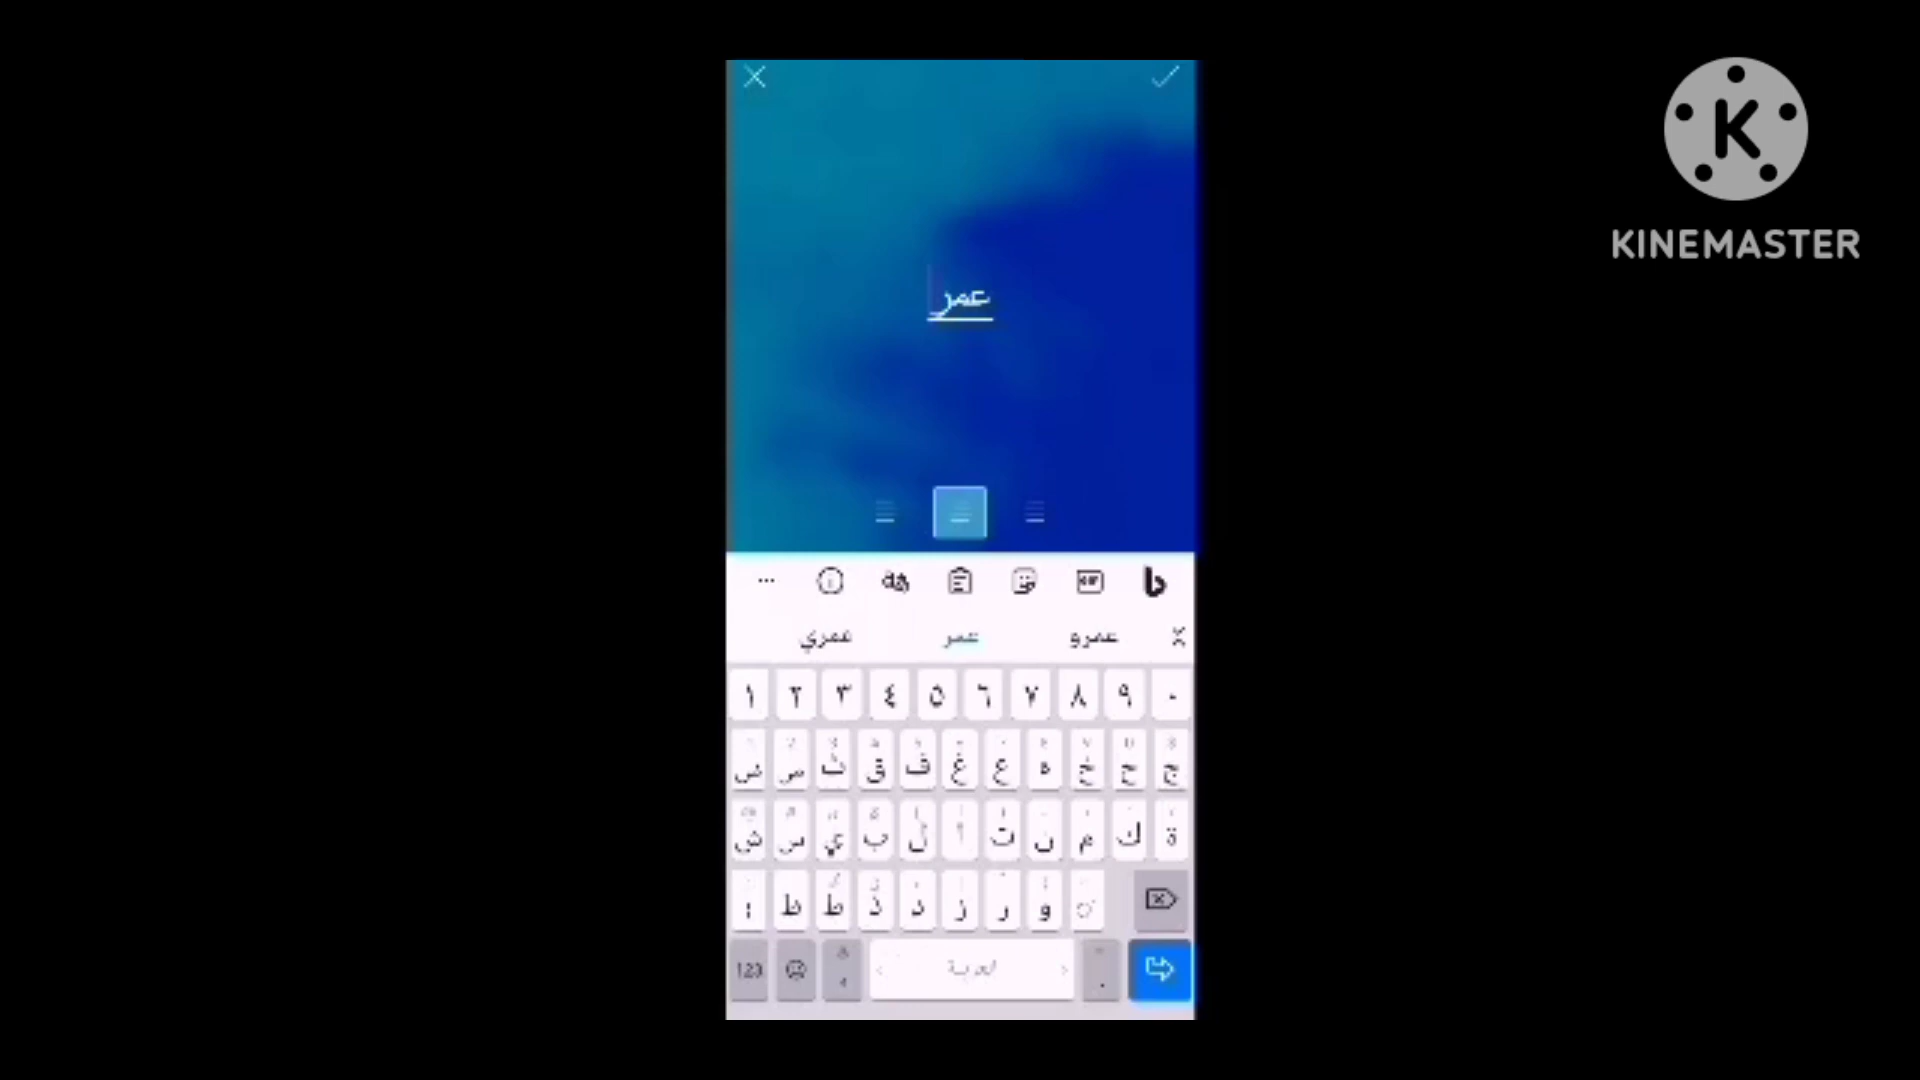 KINEMASTER
عمر
عمرو عمر عمري
١ ٢ ٣ ٤ ٥ ٦ ٧ ٨ ٩ ٠
ض ص ث ق ف غ ع ه خ ح ج
ش س ي ب ل ا ت ن م ك ة
ظ ط ذ د ز ر و
123 العربية